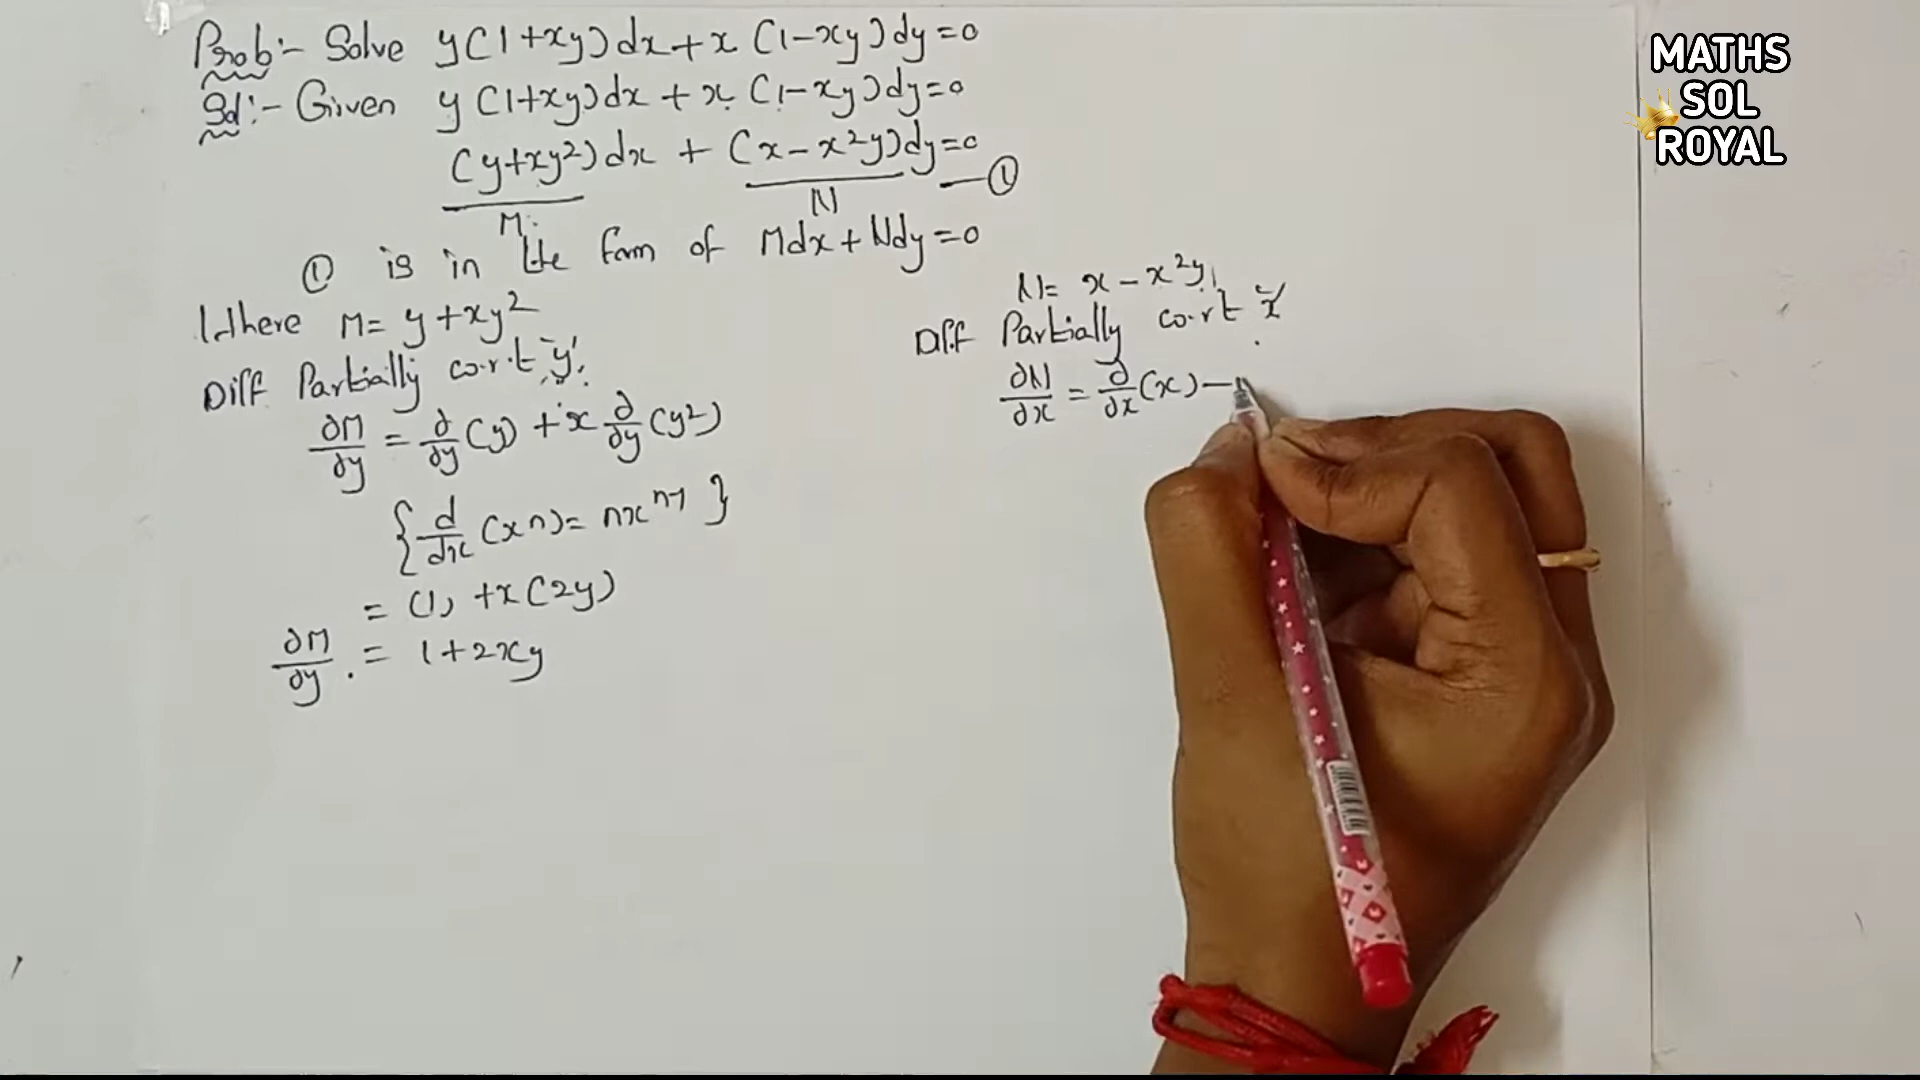 Prob:- Solve y(1+xy)dx+x(1-xy)dy=0
Sol:- Given y(1+xy)dx+x(1-xy)dy=0
(y+xy²)dx + (x-x²y)dy=0 —①
M N
① is in the form of Mdx+Ndy=0
Where M= y+xy²
Diff Partially w.r.t 'y'
∂M/∂y = ∂/∂y(y)+x ∂/∂y(y²)
{d/dx(xn)= nxⁿ⁻¹}
= (1)+x(2y)
∂M/∂y = 1+2xy
N= x-x²y
Diff Partially w.r.t 'x'
∂N/∂x = ∂/∂x(x)-
MATHS
SOL
ROYAL